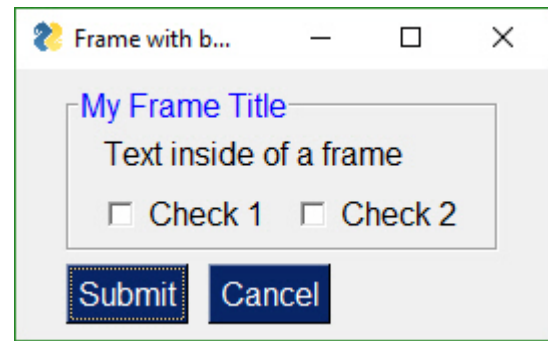 Frame with b...
My Frame Title
Text inside of a frame
Check 1 Check 2
Submit Cancel